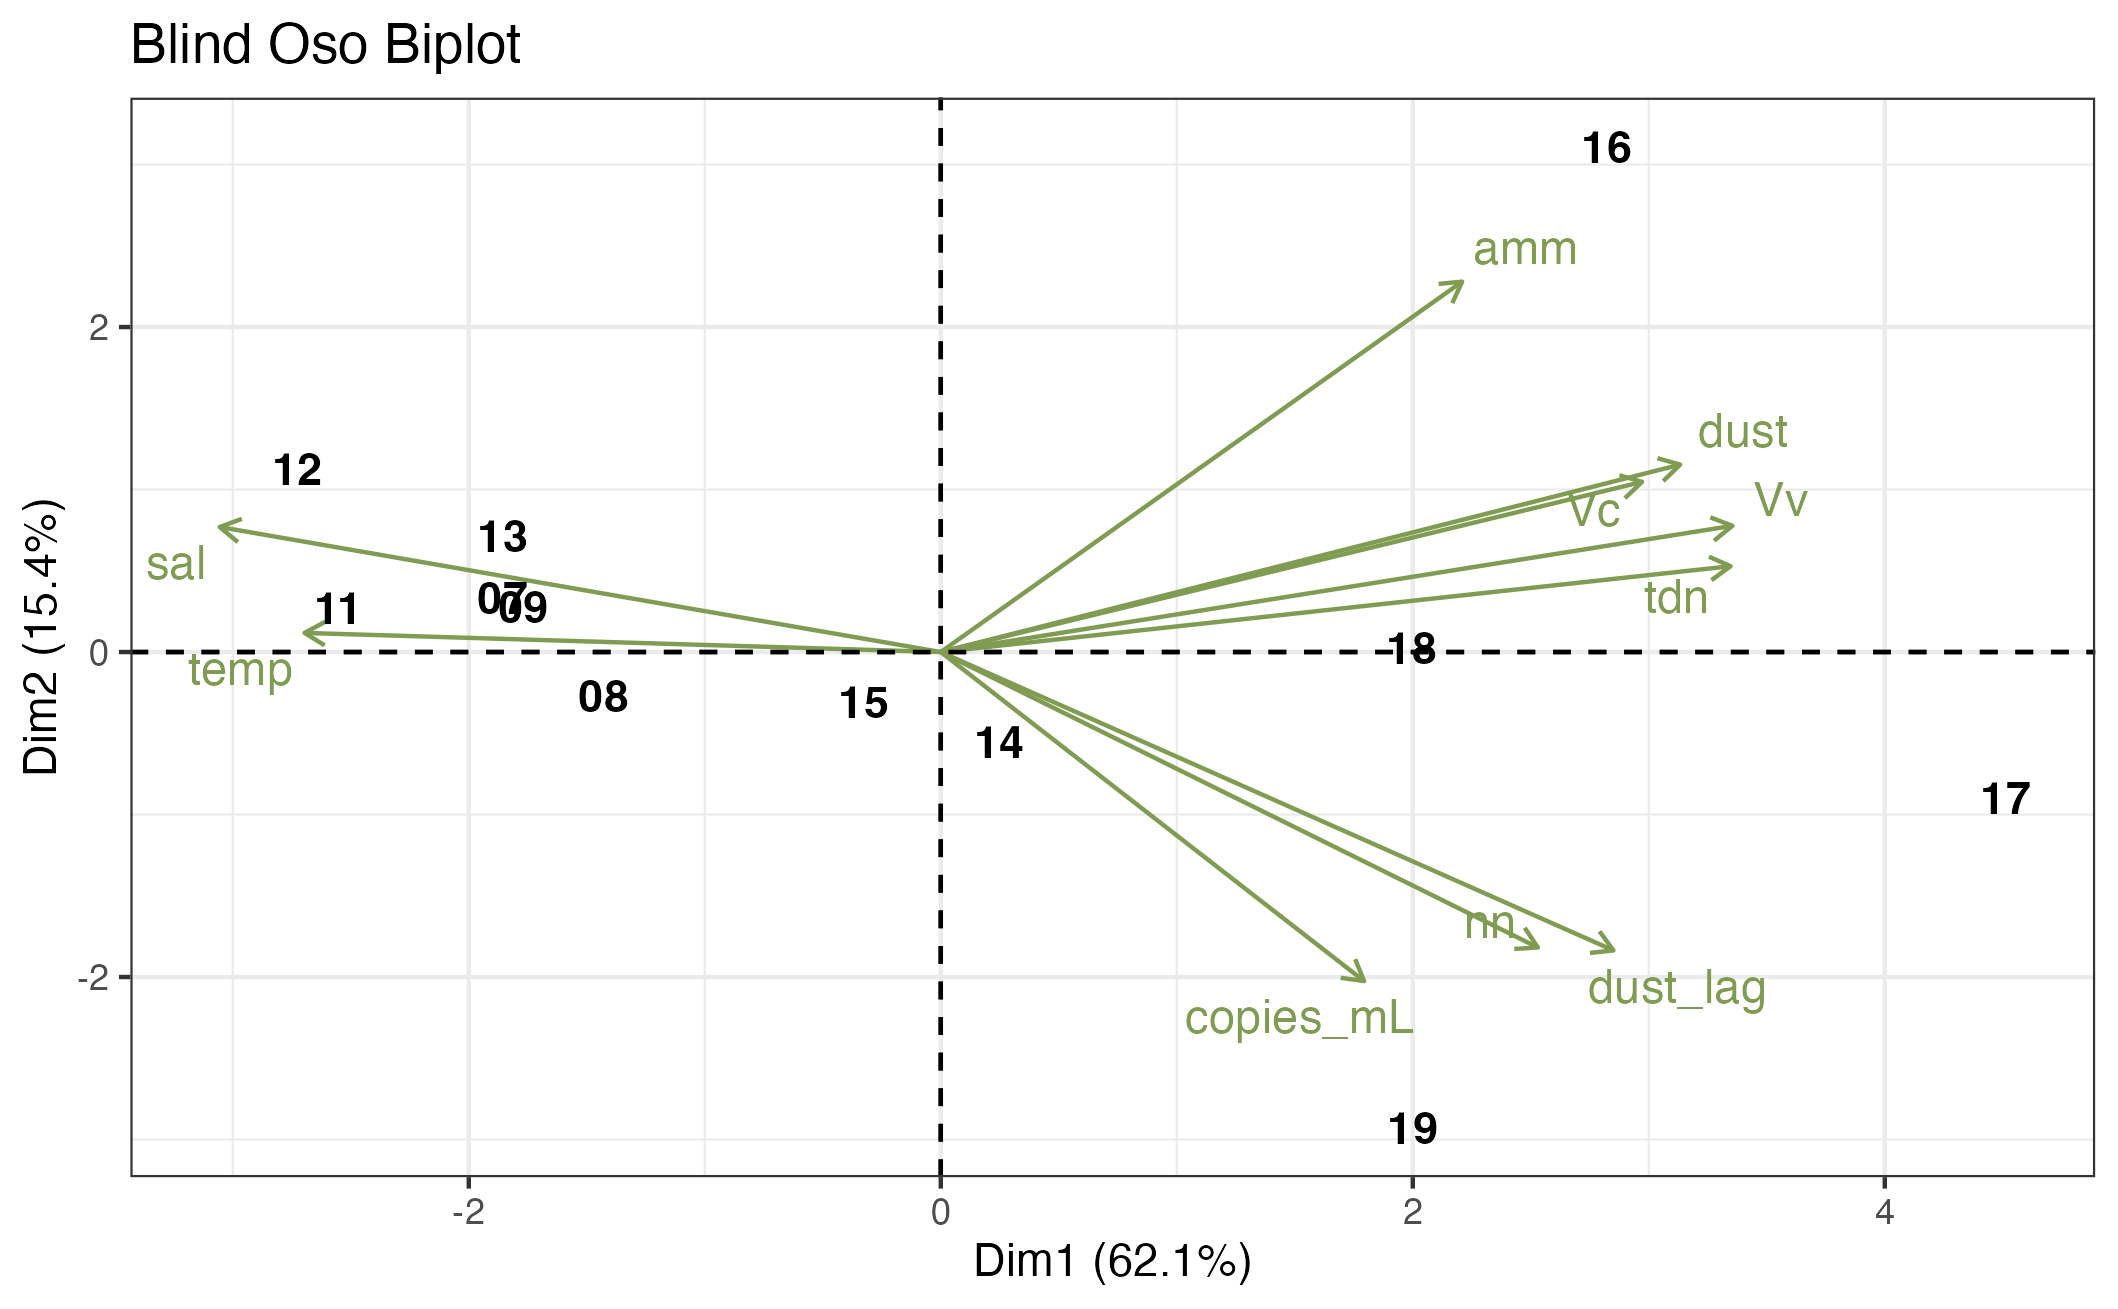 Blind Oso Biplot
16
amm
2
dust
12
Vv
Vc
13
sal
07
09
11
tdn
18
0
temp
08
15
14
17
nn
-2
dust_lag
copies_mL
19
-2
0
2
4
Dim1 (62.1%)
Dim2 (15.4%)